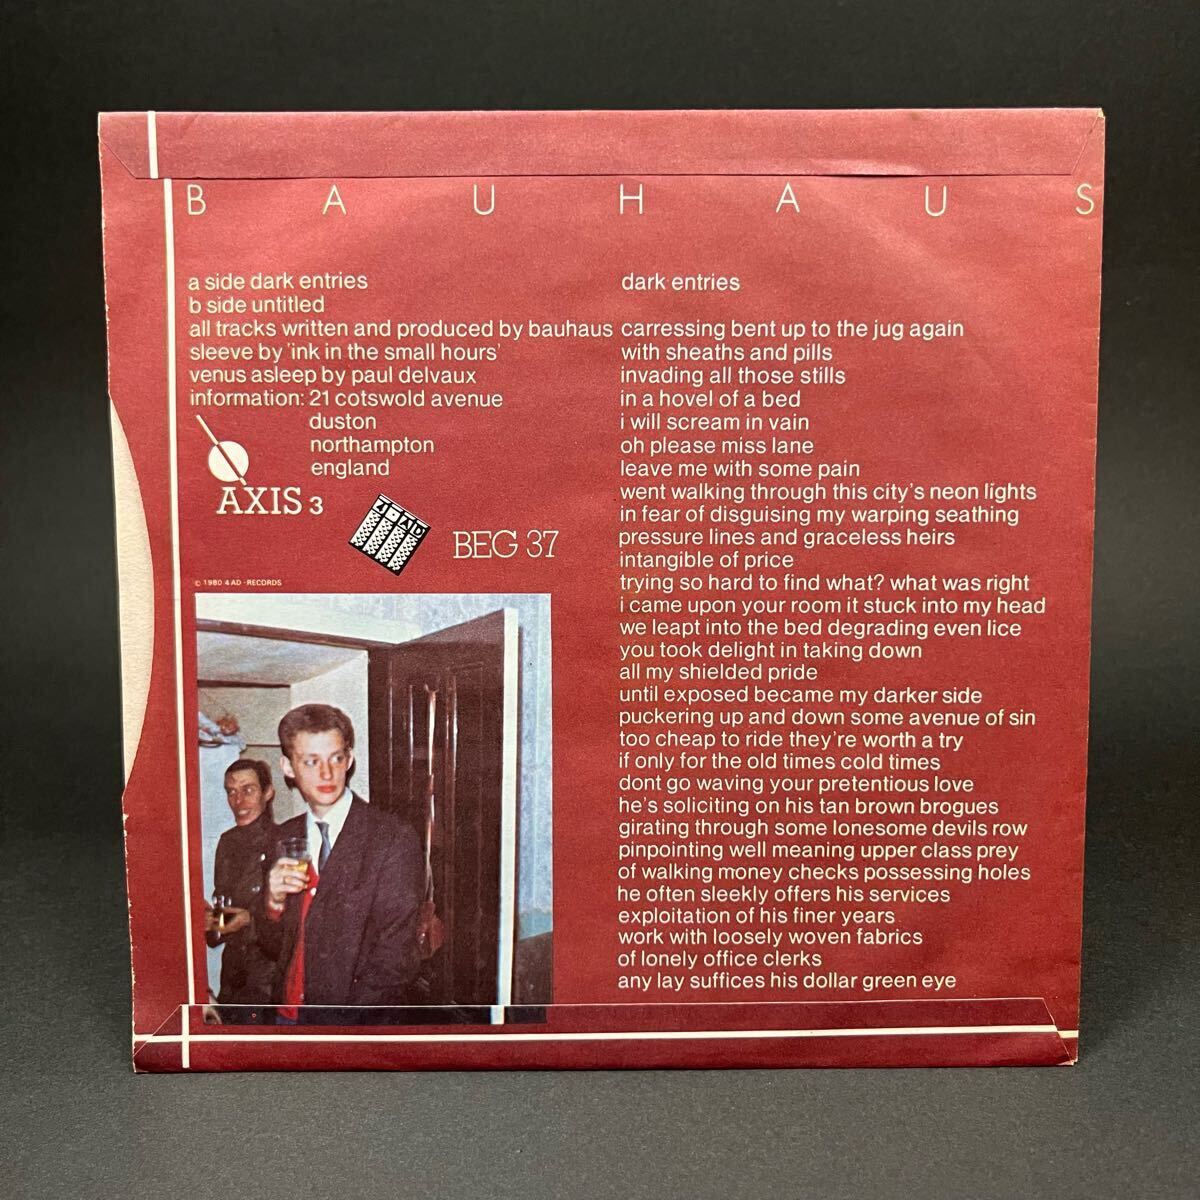 BAUHAUS
a side dark entries
b side untitled
all tracks written and produced by bauhaus
sleeve by 'ink in the small hours'
venus asleep by paul delvaux
information: 21 cotswold avenue
duston
northampton
england
AXIS 3
4AD
BEG 37
© 1980 4AD-RECORDS
dark entries
carressing bent up to the jug again
with sheaths and pills
invading all those stills
in a hovel of a bed
i will scream in vain
oh please miss lane
leave me with some pain
went walking through this city's neon lights
in fear of disguising my warping seathing
pressure lines and graceless heirs
intangible of price
trying so hard to find what? what was right
i came upon your room it stuck into my head
we leapt into the bed degrading even lice
you took delight in taking down
all my shielded pride
until exposed became my darker side
puckering up and down some avenue of sin
too cheap to ride they're worth a try
if only for the old times cold times
dont go waving your pretentious love
he's soliciting on his tan brown brogues
girating through some lonesome devils row
pinpointing well meaning upper class prey
of walking money checks possessing holes
he often sleekly offers his services
exploitation of his finer years
work with loosely woven fabrics
of lonely office clerks
any lay suffices his dollar green eye